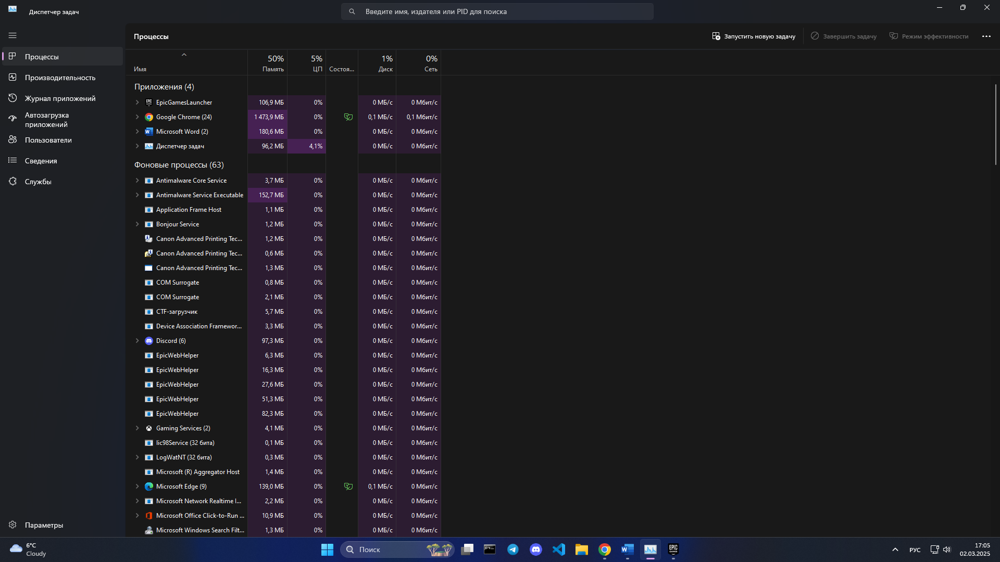 Диспетчер задач
Введите имя, издателя или PID для поиска
Процессы
Производительность
Журнал приложений
Автозагрузка
приложений
Пользователи
Сведения
Службы
Параметры
Процессы
Запустить новую задачу
Завершить задачу
Режим эффективности
50% 5% 1% 0%
Имя Память ЦП Состоя... Диск Сеть
Приложения (4)
EpicGamesLauncher 106,9 МБ 0% 0 МБ/с 0 Мбит/с
Google Chrome (24) 1 473,9 МБ 0% 0,1 МБ/с 0,1 Мбит/с
Microsoft Word (2) 180,6 МБ 0% 0 МБ/с 0 Мбит/с
Диспетчер задач 96,2 МБ 4,1% 0 МБ/с 0 Мбит/с
Фоновые процессы (63)
Antimalware Core Service 3,7 МБ 0% 0 МБ/с 0 Мбит/с
Antimalware Service Executable 152,7 МБ 0% 0 МБ/с 0 Мбит/с
Application Frame Host 1,1 МБ 0% 0 МБ/с 0 Мбит/с
Bonjour Service 1,2 МБ 0% 0 МБ/с 0 Мбит/с
Canon Advanced Printing Tec... 1,2 МБ 0% 0 МБ/с 0 Мбит/с
Canon Advanced Printing Tec... 0,6 МБ 0% 0 МБ/с 0 Мбит/с
Canon Advanced Printing Tec... 1,3 МБ 0% 0 МБ/с 0 Мбит/с
COM Surrogate 0,8 МБ 0% 0 МБ/с 0 Мбит/с
COM Surrogate 2,1 МБ 0% 0 МБ/с 0 Мбит/с
CTF-загрузчик 5,7 МБ 0% 0 МБ/с 0 Мбит/с
Device Association Framewor... 3,3 МБ 0% 0 МБ/с 0 Мбит/с
Discord (6) 97,3 МБ 0% 0 МБ/с 0 Мбит/с
EpicWebHelper 6,3 МБ 0% 0 МБ/с 0 Мбит/с
EpicWebHelper 16,3 МБ 0% 0 МБ/с 0 Мбит/с
EpicWebHelper 27,6 МБ 0% 0 МБ/с 0 Мбит/с
EpicWebHelper 51,3 МБ 0% 0 МБ/с 0 Мбит/с
EpicWebHelper 82,3 МБ 0% 0 МБ/с 0 Мбит/с
Gaming Services (2) 4,1 МБ 0% 0 МБ/с 0 Мбит/с
lic98Service (32 бита) 0,1 МБ 0% 0 МБ/с 0 Мбит/с
LogWatNT (32 бита) 0,3 МБ 0% 0 МБ/с 0 Мбит/с
Microsoft (R) Aggregator Host 1,4 МБ 0% 0 МБ/с 0 Мбит/с
Microsoft Edge (9) 139,0 МБ 0% 0,1 МБ/с 0 Мбит/с
Microsoft Network Realtime I... 2,2 МБ 0% 0 МБ/с 0 Мбит/с
Microsoft Office Click-to-Run ... 10,9 МБ 0% 0 МБ/с 0 Мбит/с
Microsoft Windows Search Filt... 1,3 МБ 0% 0 МБ/с 0 Мбит/с
6°C
Cloudy
Поиск
EPIC
GAMES
РУС
17:05
02.03.2025